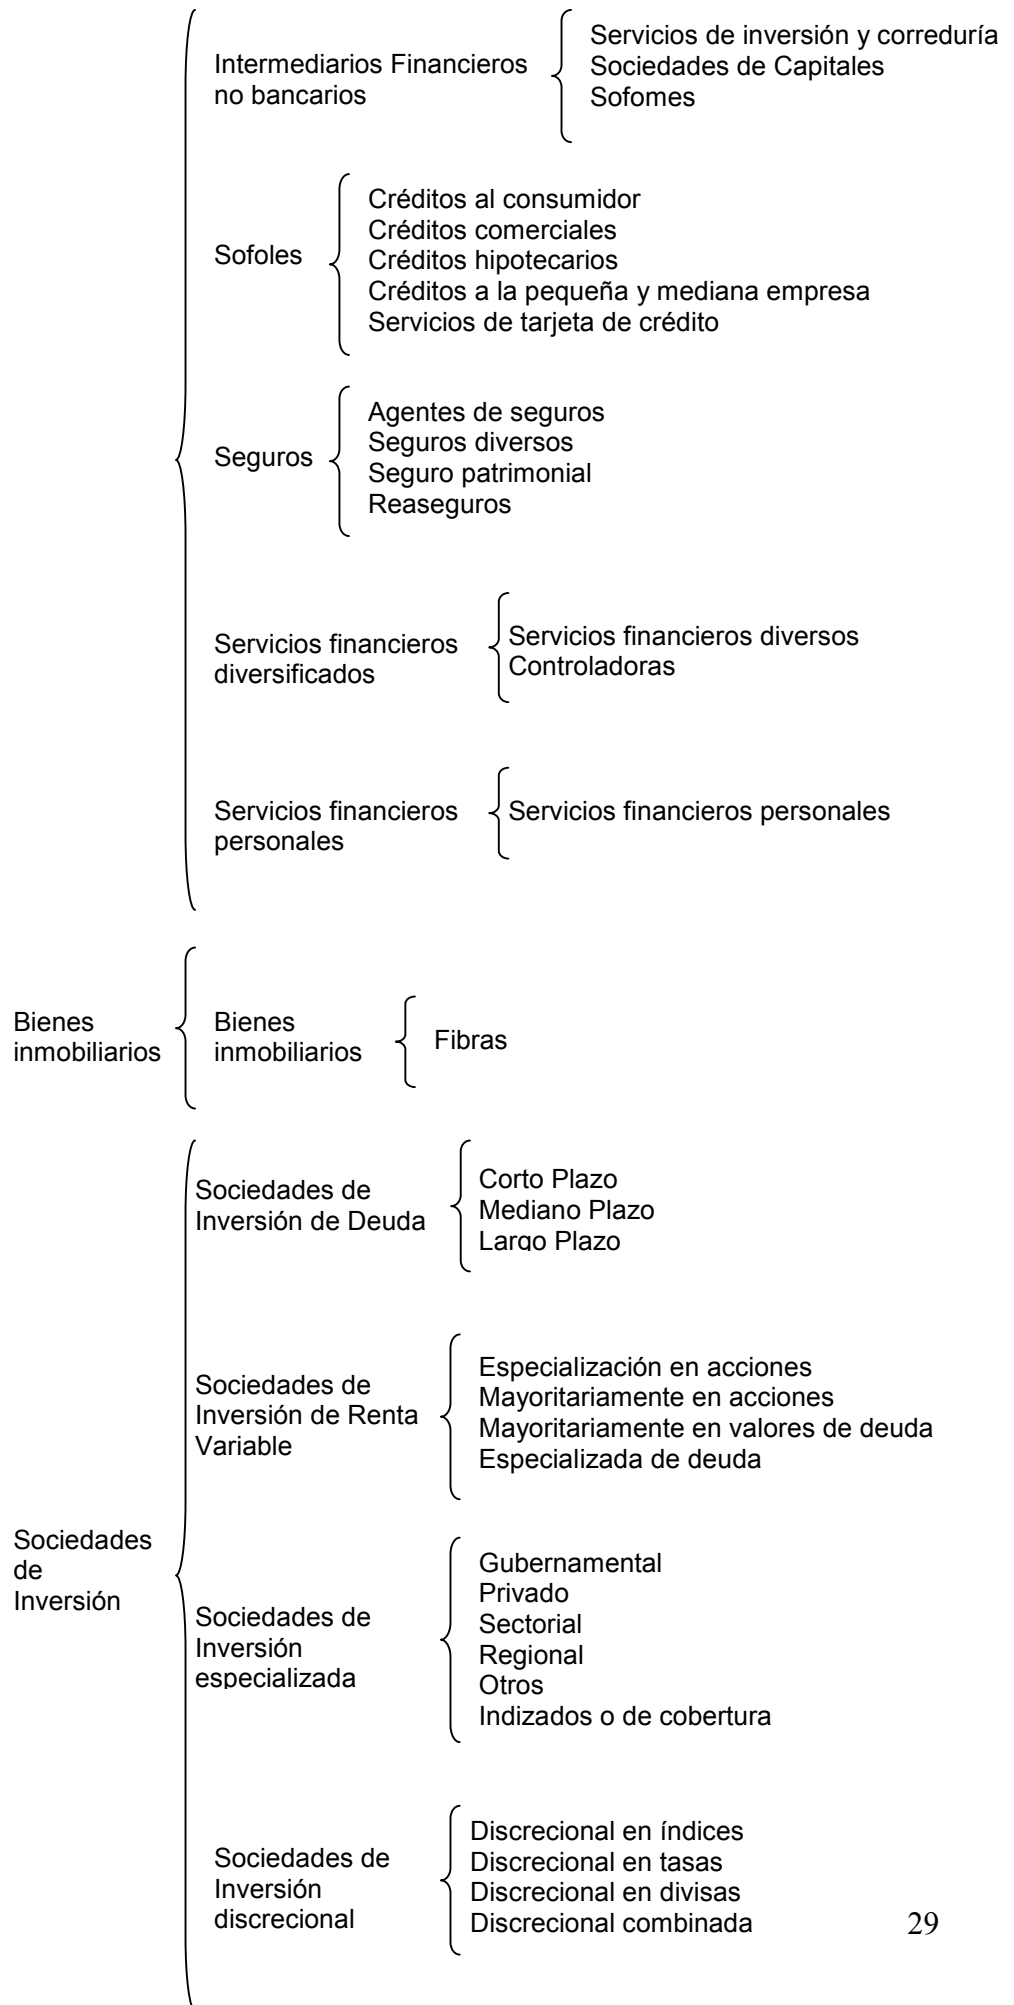 Intermediarios Financieros
no bancarios
Servicios de inversión y correduría
Sociedades de Capitales
Sofomes
Sofoles
Créditos al consumidor
Créditos comerciales
Créditos hipotecarios
Créditos a la pequeña y mediana empresa
Servicios de tarjeta de crédito
Seguros
Agentes de seguros
Seguros diversos
Seguro patrimonial
Reaseguros
Servicios financieros
diversificados
Servicios financieros diversos
Controladoras
Servicios financieros
personales
Servicios financieros personales
Bienes
inmobiliarios
Bienes
inmobiliarios
Fibras
Sociedades
de
Inversión
Sociedades de
Inversión de Deuda
Corto Plazo
Mediano Plazo
Largo Plazo
Sociedades de
Inversión de Renta
Variable
Especialización en acciones
Mayoritariamente en acciones
Mayoritariamente en valores de deuda
Especializada de deuda
Sociedades de
Inversión
especializada
Gubernamental
Privado
Sectorial
Regional
Otros
Indizados o de cobertura
Sociedades de
Inversión
discrecional
Discrecional en índices
Discrecional en tasas
Discrecional en divisas
Discrecional combinada
29